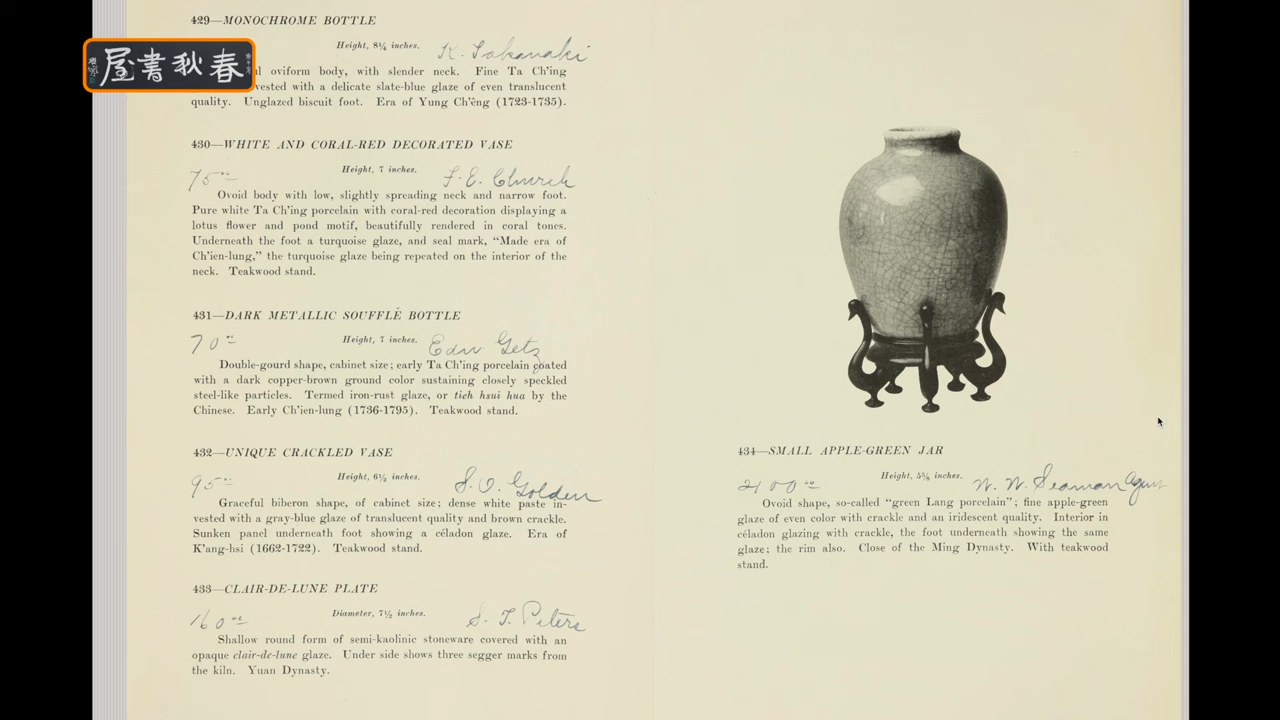 429—MONOCHROME BOTTLE
Height, 8¼ inches.
K. Takanaki
oviform body, with slender neck. Fine Ta Ch'ing
vested with a delicate slate-blue glaze of even translucent
quality. Unglazed biscuit foot. Era of Yung Ch'êng (1723-1735).
春秋書屋
430—WHITE AND CORAL-RED DECORATED VASE
Height, 7 inches.
75⁰⁰ F. E. Church
Ovoid body with low, slightly spreading neck and narrow foot.
Pure white Ta Ch'ing porcelain with coral-red decoration displaying a
lotus flower and pond motif, beautifully rendered in coral tones.
Underneath the foot a turquoise glaze, and seal mark, “Made era of
Ch'ien-lung,” the turquoise glaze being repeated on the interior of the
neck. Teakwood stand.
431—DARK METALLIC SOUFFLÉ BOTTLE
Height, 7 inches.
70⁰⁰ Edw Getz
Double-gourd shape, cabinet size; early Ta Ch'ing porcelain coated
with a dark copper-brown ground color sustaining closely speckled
steel-like particles. Termed iron-rust glaze, or tieh hsui hua by the
Chinese. Early Ch'ien-lung (1736-1795). Teakwood stand.
432—UNIQUE CRACKLED VASE
Height, 6½ inches.
95⁰⁰ S. O. Golden
Graceful biberon shape, of cabinet size; dense white paste in-
vested with a gray-blue glaze of translucent quality and brown crackle.
Sunken panel underneath foot showing a céladon glaze. Era of
K'ang-hsi (1662-1722). Teakwood stand.
433—CLAIR-DE-LUNE PLATE
Diameter, 7½ inches.
160⁰⁰ S. T. Peters
Shallow round form of semi-kaolinic stoneware covered with an
opaque clair-de-lune glaze. Under side shows three segger marks from
the kiln. Yuan Dynasty.
434—SMALL APPLE-GREEN JAR
Height, 5⅝ inches.
2100⁰⁰ W. W. Seaman Agent
Ovoid shape, so-called “green Lang porcelain”; fine apple-green
glaze of even color with crackle and an iridescent quality. Interior in
céladon glazing with crackle, the foot underneath showing the same
glaze; the rim also. Close of the Ming Dynasty. With teakwood
stand.